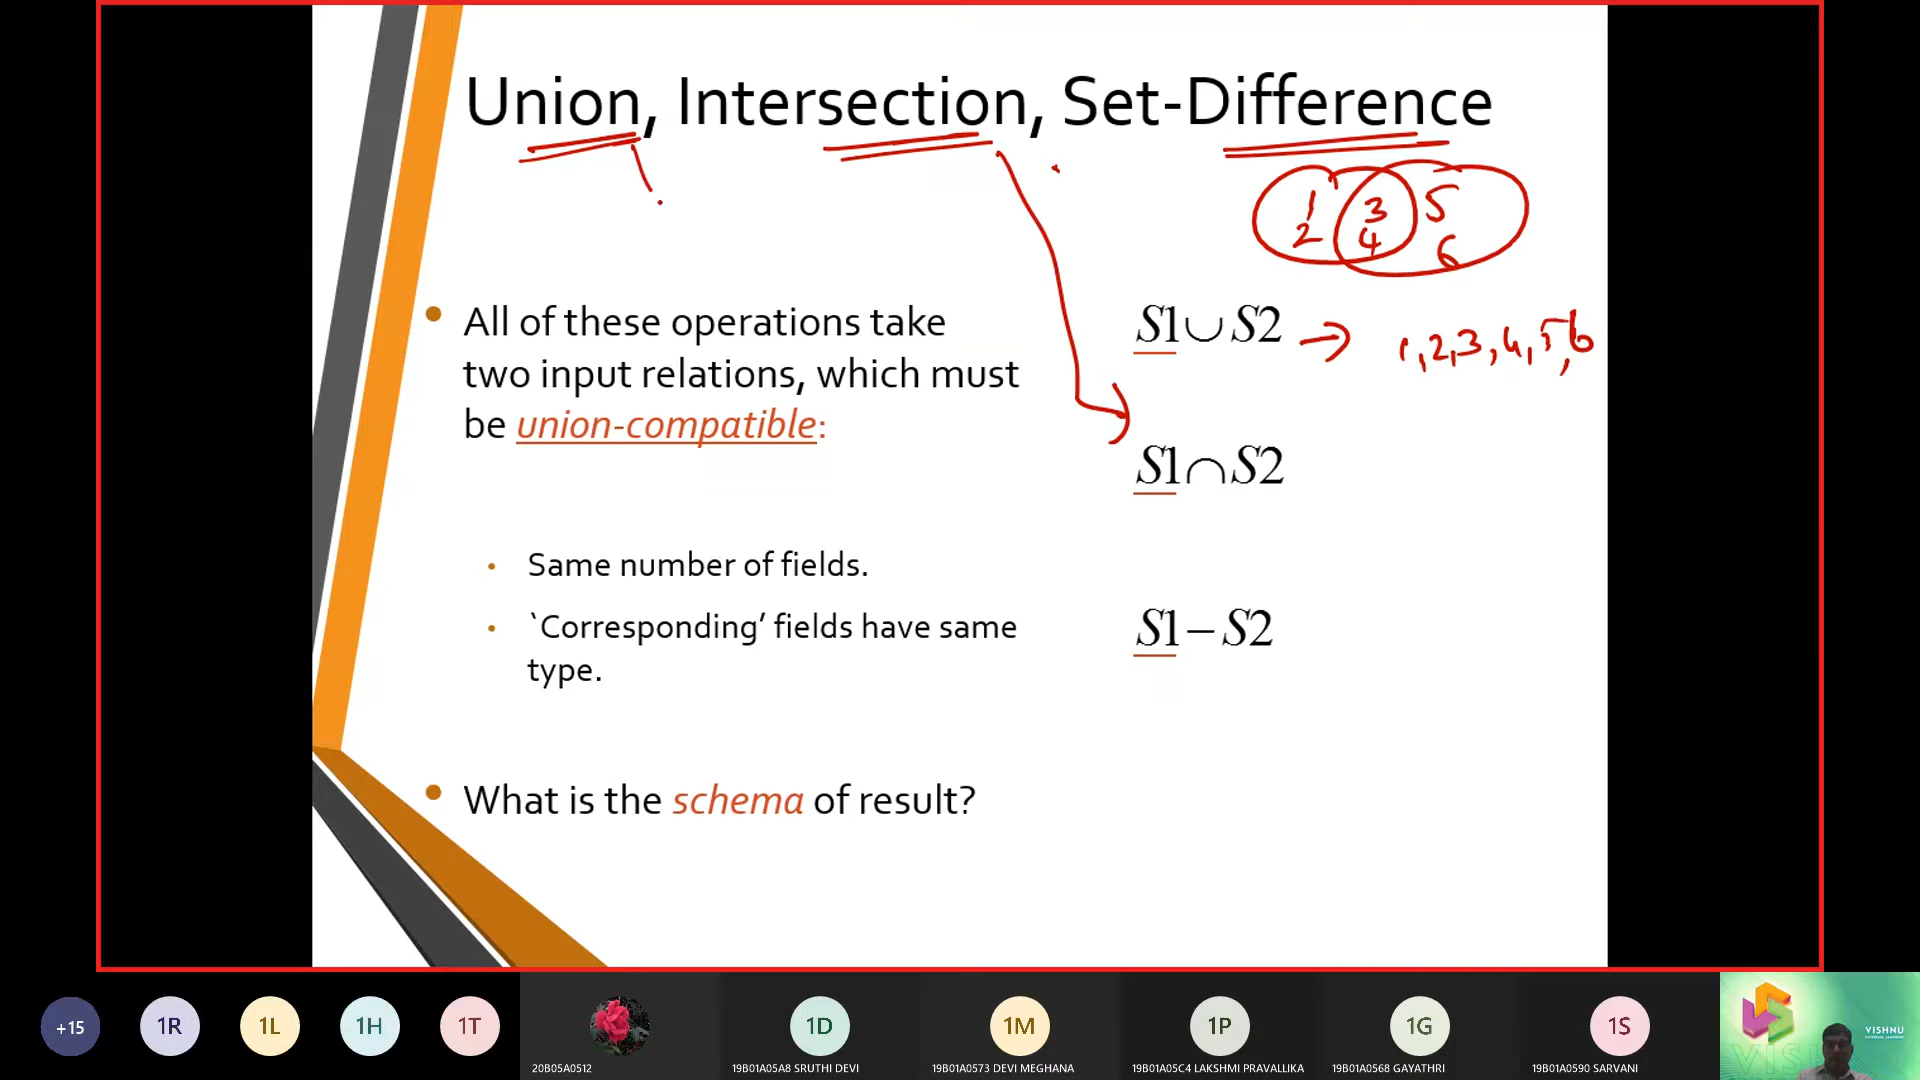 Union, Intersection, Set-Difference
1 3 5
2 4 6
• All of these operations take
two input relations, which must
be union-compatible:
S1∪S2 → 1,2,3,4,5,6
S1∩S2
• Same number of fields.
• `Corresponding’ fields have same
type.
S1−S2
• What is the schema of result?
+15
1R
1L
1H
1T
20B05A0512
1D
19B01A05A8 SRUTHI DEVI
1M
19B01A0573 DEVI MEGHANA
1P
19B01A05C4 LAKSHMI PRAVALLIKA
1G
19B01A0568 GAYATHRI
1S
19B01A0590 SARVANI
VISHNU
UNIVERSAL LEARNING